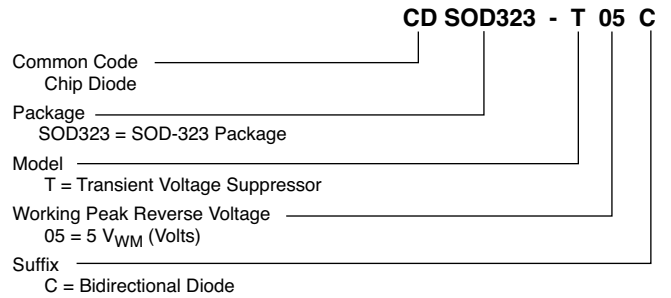 CD SOD323 - T 05 C
Common Code
Chip Diode
Package
SOD323 = SOD-323 Package
Model
T = Transient Voltage Suppressor
Working Peak Reverse Voltage
05 = 5 VWM (Volts)
Suffix
C = Bidirectional Diode